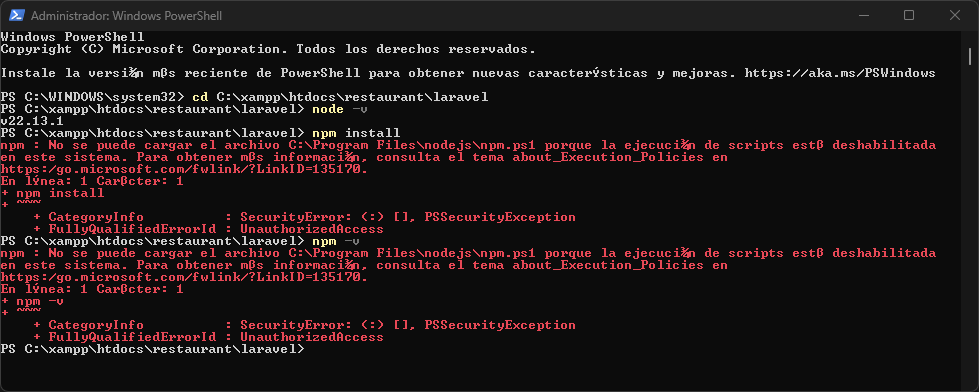 Administrador: Windows PowerShell
Windows PowerShell
Copyright (C) Microsoft Corporation. Todos los derechos reservados.
Instale la versi¾n mßs reciente de PowerShell para obtener nuevas caracterÝsticas y mejoras. https://aka.ms/PSWindows
PS C:\WINDOWS\system32> cd C:\xampp\htdocs\restaurant\laravel
PS C:\xampp\htdocs\restaurant\laravel> node -v
v22.13.1
PS C:\xampp\htdocs\restaurant\laravel> npm install
npm : No se puede cargar el archivo C:\Program Files\nodejs\npm.ps1 porque la ejecuci¾n de scripts estß deshabilitada
en este sistema. Para obtener mßs informaci¾n, consulta el tema about_Execution_Policies en
https:/go.microsoft.com/fwlink/?LinkID=135170.
En lÝnea: 1 Carßcter: 1
+ npm install
+ ~~~
+ CategoryInfo : SecurityError: (:) [], PSSecurityException
+ FullyQualifiedErrorId : UnauthorizedAccess
PS C:\xampp\htdocs\restaurant\laravel> npm -v
npm : No se puede cargar el archivo C:\Program Files\nodejs\npm.ps1 porque la ejecuci¾n de scripts estß deshabilitada
en este sistema. Para obtener mßs informaci¾n, consulta el tema about_Execution_Policies en
https:/go.microsoft.com/fwlink/?LinkID=135170.
En lÝnea: 1 Carßcter: 1
+ npm -v
+ ~~~
+ CategoryInfo : SecurityError: (:) [], PSSecurityException
+ FullyQualifiedErrorId : UnauthorizedAccess
PS C:\xampp\htdocs\restaurant\laravel>